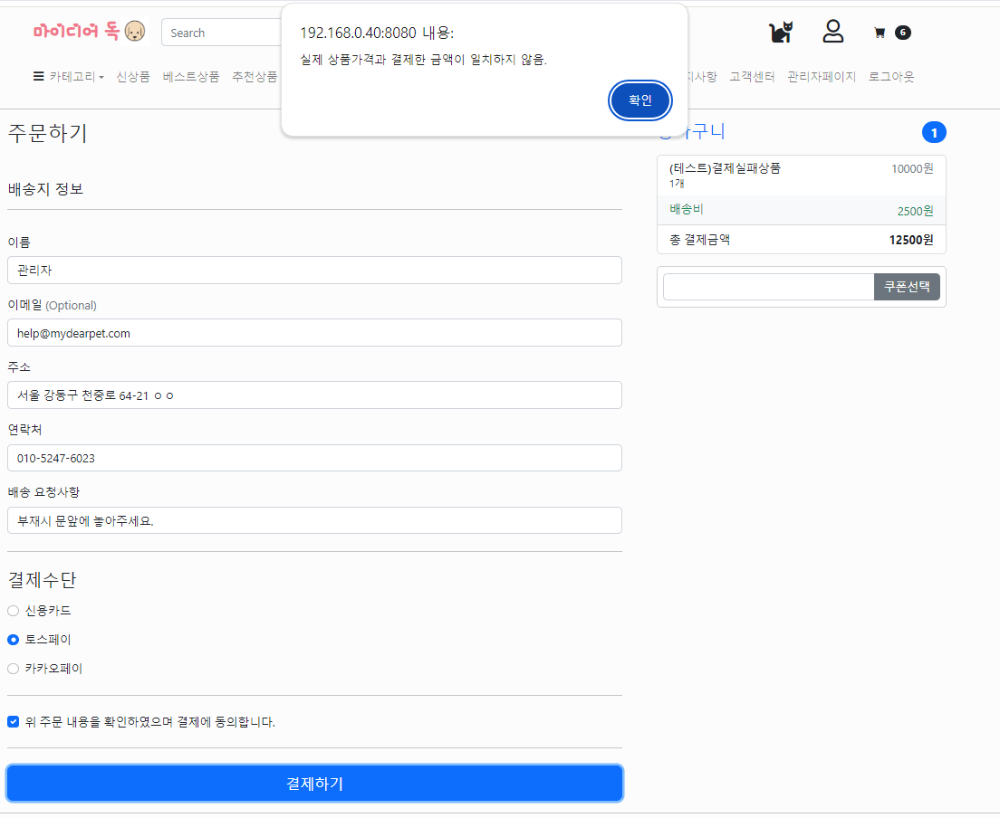 192.168.0.40:8080 내용:
실제 상품가격과 결제한 금액이 일치하지 않음.
확인
마이디어 독
Search
6
카테고리
신상품
베스트상품
추천상품
고객센터
관리자페이지
로그아웃
주문하기
배송지 정보
이름
관리자
이메일 (Optional)
help@mydearpet.com
주소
서울 강동구 천중로 64-21 ㅇㅇ
연락처
010-5247-6023
배송 요청사항
부재시 문앞에 놓아주세요.
결제수단
신용카드
토스페이
카카오페이
위 주문 내용을 확인하였으며 결제에 동의합니다.
결제하기
1
(테스트)결제실패상품
10000원
1개
배송비
2500원
총 결제금액
12500원
쿠폰선택